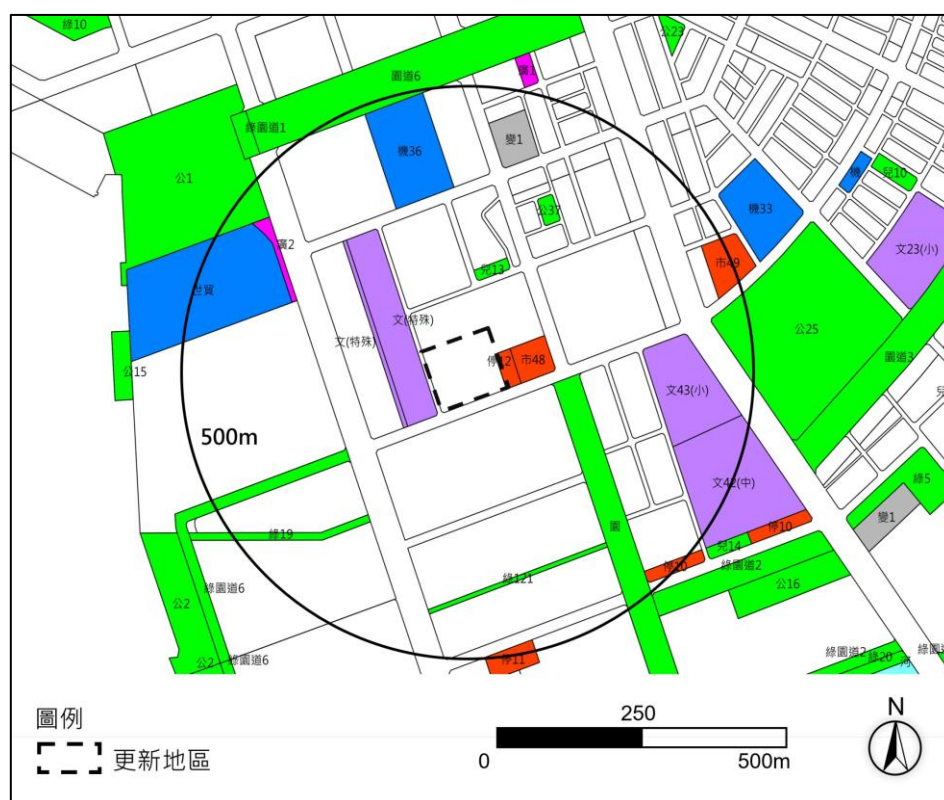 綠10
公23
園道6
廣1
綠園道1
機36
變1
機
兒10
公1
公37
機33
文23(小)
廣2
兒13
市49
世貿
文(特殊)
文(特殊)
公25
停12
市48
園道3
公15
文43(小)
500m
文42(中)
綠5
變1
綠19
園
停10
兒14
綠121
停20
綠園道2
公16
綠園道6
公2
公2
綠園道6
停11
綠園道2
綠20
河
圖例
更新地區
250
0
500m
N